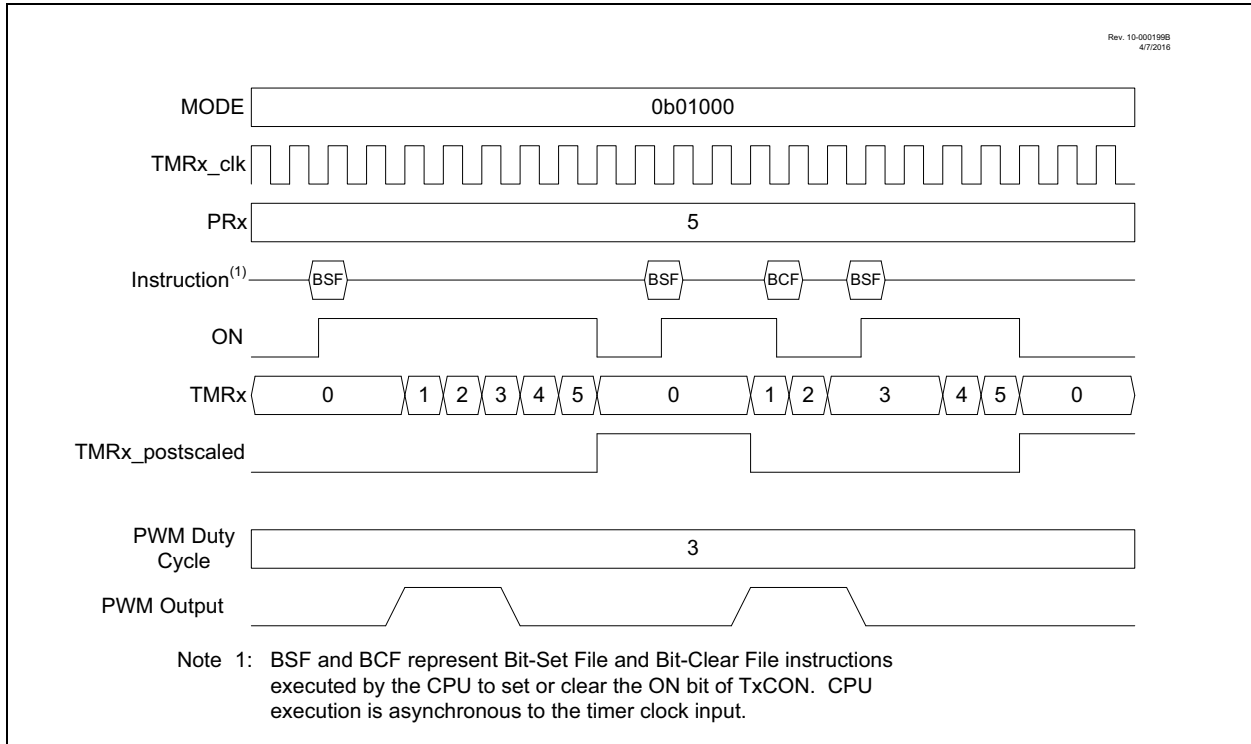 Rev. 10-000199B
4/7/2016
MODE 0b01000
TMRx_clk
PRx 5
Instruction(1) BSF BSF BCF BSF
ON
TMRx 0 1 2 3 4 5 0 1 2 3 4 5 0
TMRx_postscaled
PWM Duty
Cycle 3
PWM Output
Note 1: BSF and BCF represent Bit-Set File and Bit-Clear File instructions
executed by the CPU to set or clear the ON bit of TxCON. CPU
execution is asynchronous to the timer clock input.